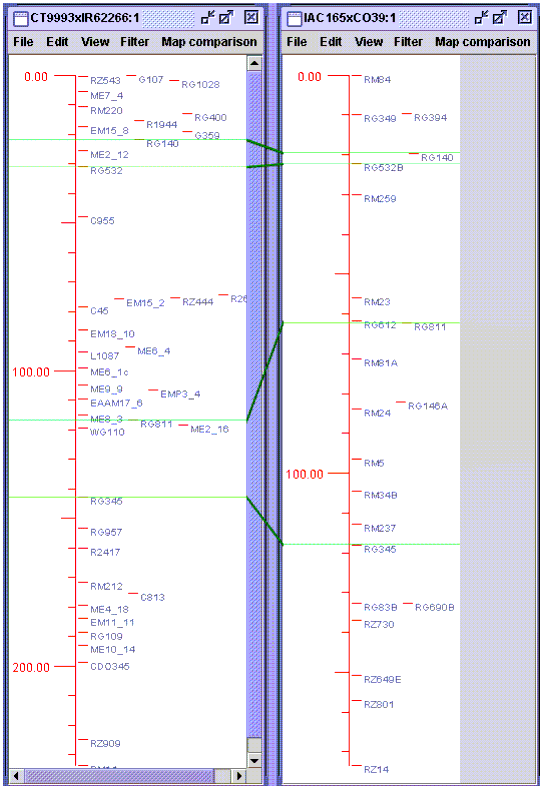 CT9993xIR62266:1
File Edit View Filter Map comparison
0.00
RZ543 G107 RG1028
ME7_4
RM220
R1944 RG400
EM15_8 G359
RG140
ME2_12
RG532
C955
EM15_2 RZ444 R26
C45
EM18_10
L1087 ME6_4
100.00 ME6_1c
ME9_9 EMP3_4
EAAM17_6
ME8_3 RG811 ME2_16
WG110
RG345
RG957
R2417
RM212 C813
ME4_18
EM11_11
RG109
ME10_14
200.00 CDO345
RZ909
IAC165xCO39:1
File Edit View Filter Map comparison
0.00 RM84
RG349 RG394
RG140
RG532B
RM259
RM23
RG612 RG811
RM81A
RM24 RG146A
RM5
100.00
RM34B
RM237
RG345
RG83B RG690B
RZ730
RZ649E
RZ801
RZ14